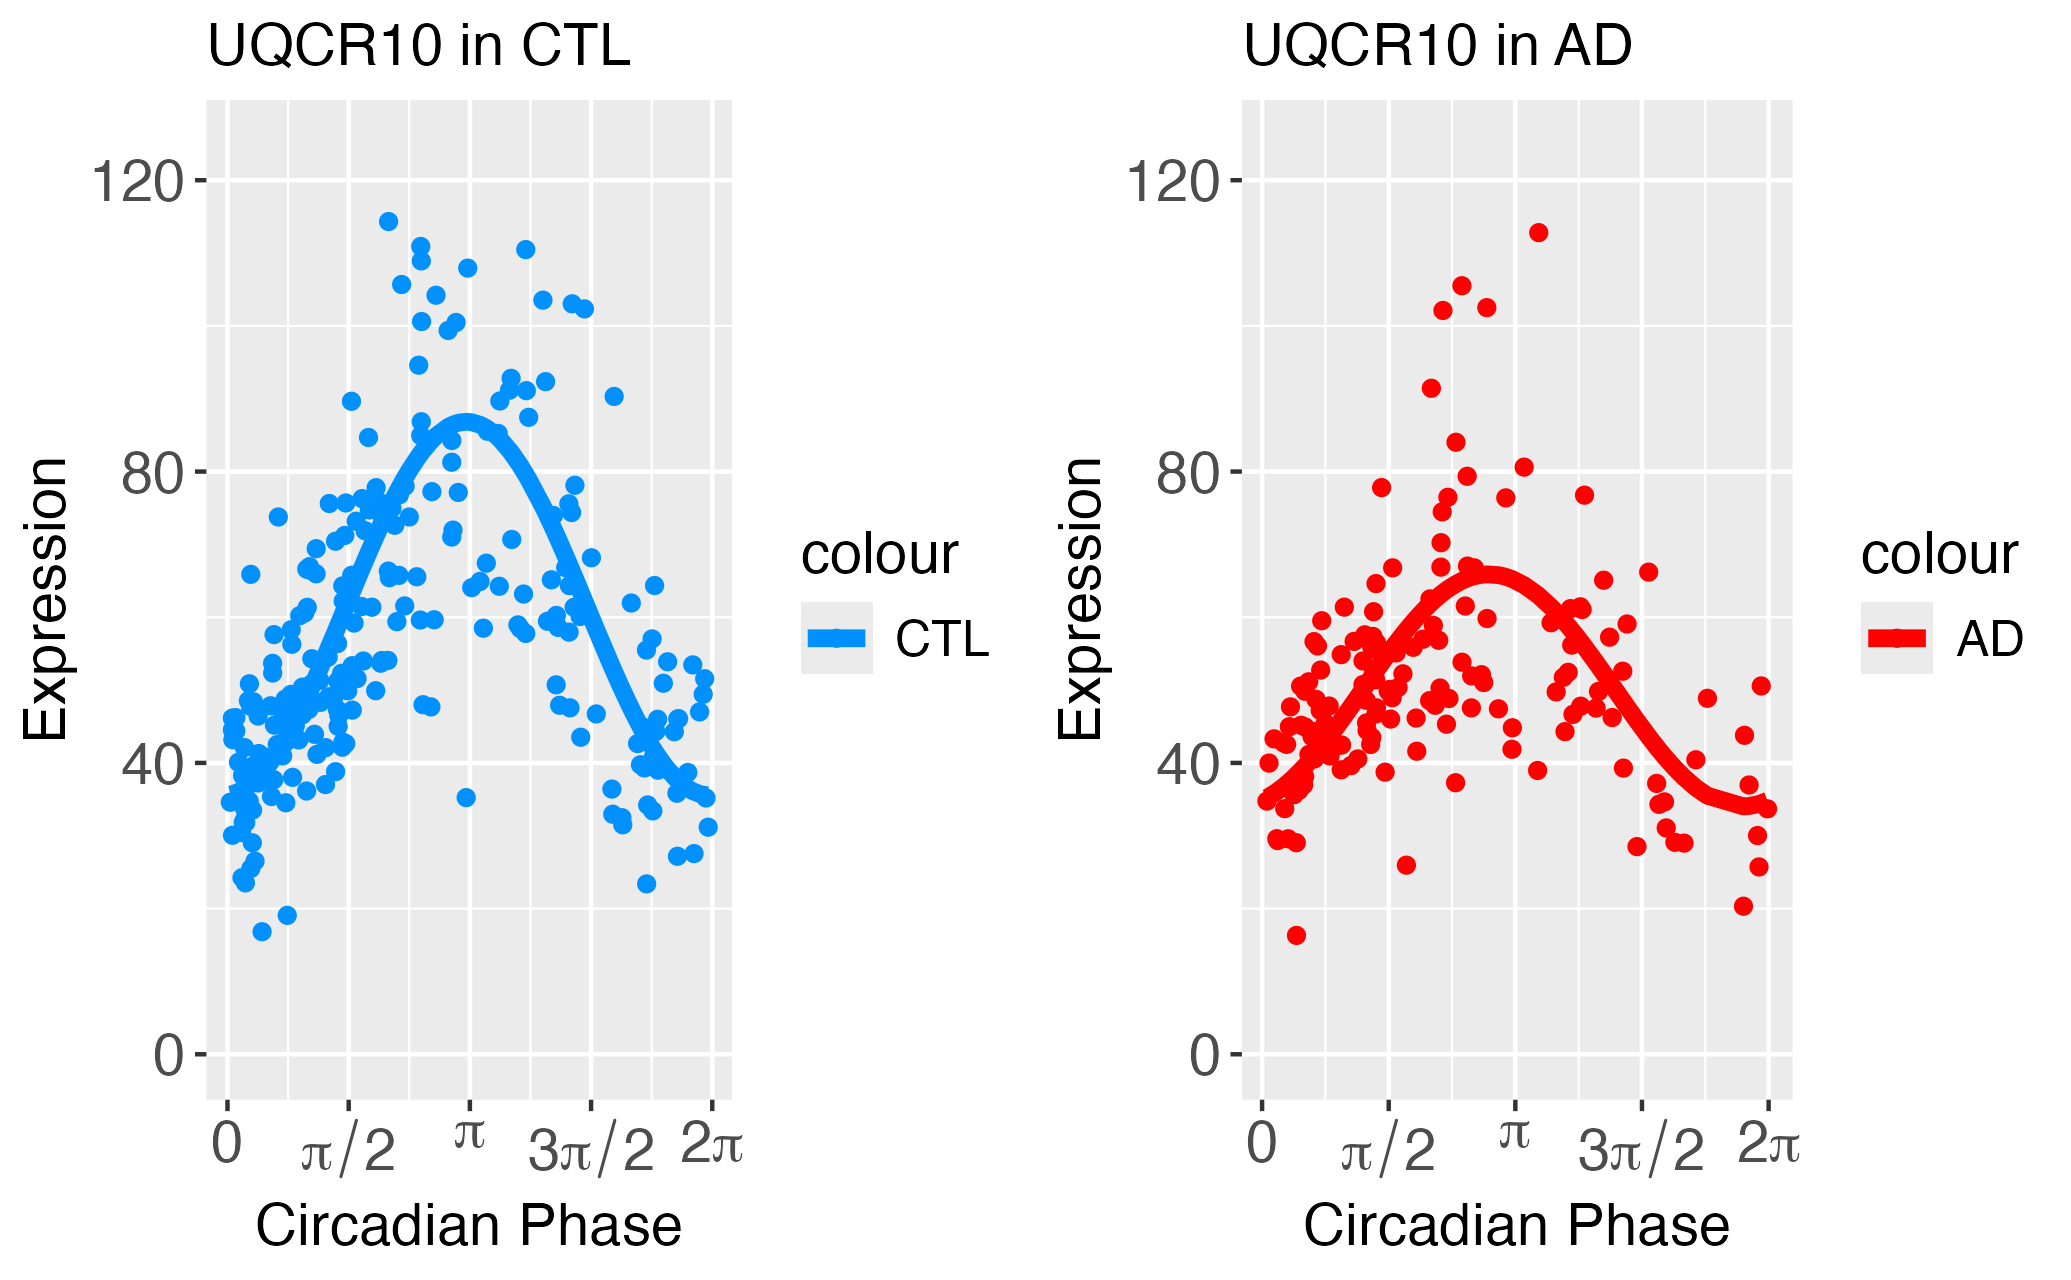 UQCR10 in CTL
Expression
120
80
40
0
0 π/2 π 3π/2 2π
Circadian Phase
colour
CTL
UQCR10 in AD
Expression
120
80
40
0
0 π/2 π 3π/2 2π
Circadian Phase
colour
AD